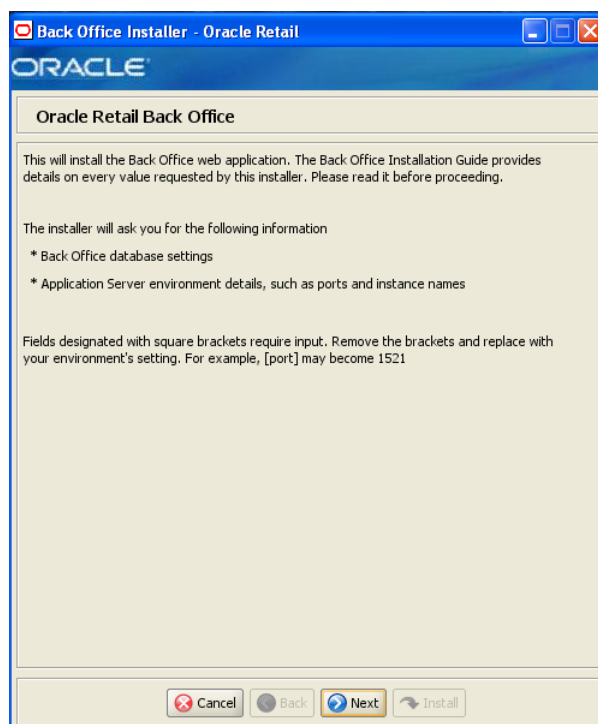 Back Office Installer - Oracle Retail
ORACLE
Oracle Retail Back Office
This will install the Back Office web application. The Back Office Installation Guide provides
details on every value requested by this installer. Please read it before proceeding.
The installer will ask you for the following information
* Back Office database settings
* Application Server environment details, such as ports and instance names
Fields designated with square brackets require input. Remove the brackets and replace with
your environment's setting. For example, [port] may become 1521
Cancel Back Next Install